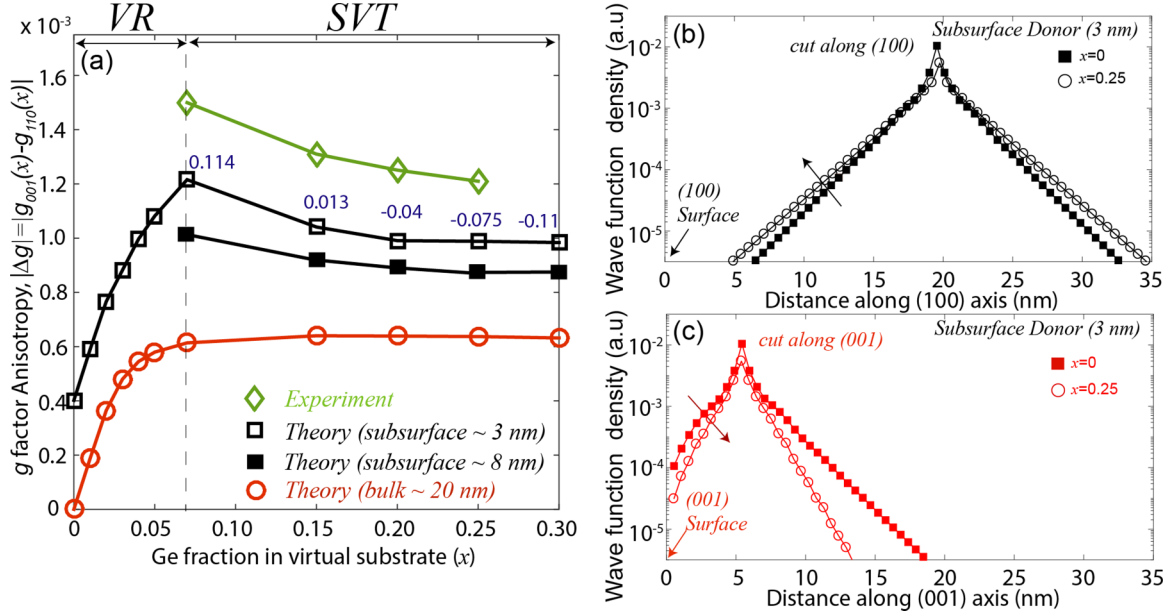 x 10⁻³
VR
SVT
(a)
g factor Anisotropy, |Δg| = |g001(x)-g110(x)|
1.6
1.4
1.2
1.0
0.8
0.6
0.4
0.2
0
0.114
0.013
-0.04
-0.075
-0.11
Experiment
Theory (subsurface ~ 3 nm)
Theory (subsurface ~ 8 nm)
Theory (bulk ~ 20 nm)
0 0.05 0.10 0.15 0.20 0.25 0.30
Ge fraction in virtual substrate (x)
(b)
cut along (100)
Subsurface Donor (3 nm)
x=0
x=0.25
Wave function density (a.u)
10⁻²
10⁻³
10⁻⁴
10⁻⁵
(100)
Surface
0 5 10 15 20 25 30 35
Distance along (100) axis (nm)
(c)
cut along (001)
Subsurface Donor (3 nm)
x=0
x=0.25
Wave function density (a.u)
10⁻²
10⁻³
10⁻⁴
10⁻⁵
(001)
Surface
0 5 10 15 20 25 30 35
Distance along (001) axis (nm)